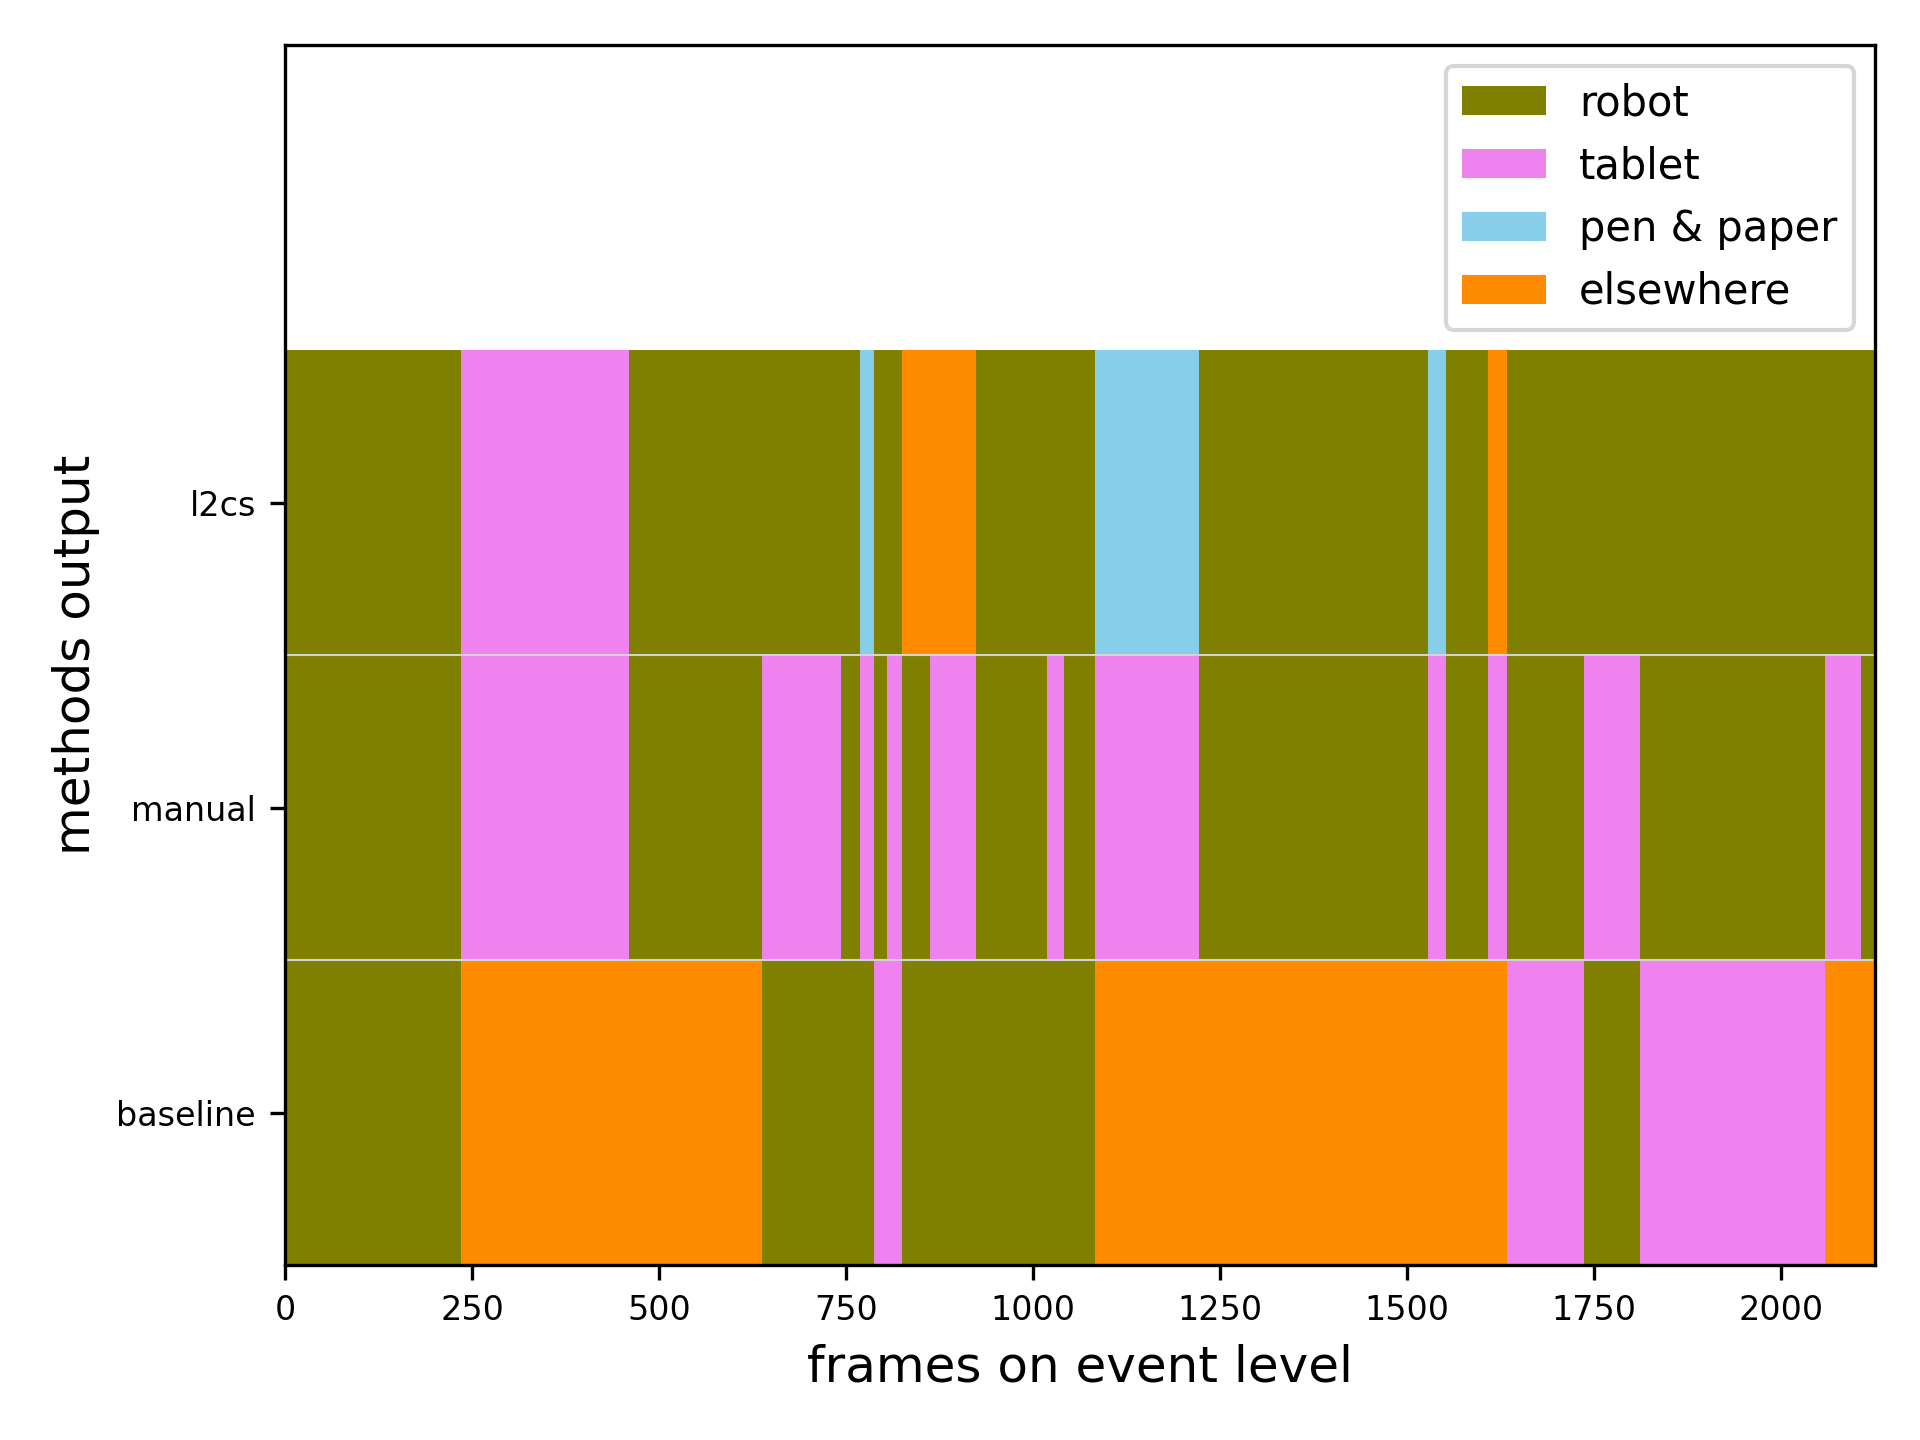 robot
tablet
pen & paper
elsewhere
methods output
l2cs
manual
baseline
0 250 500 750 1000 1250 1500 1750 2000
frames on event level